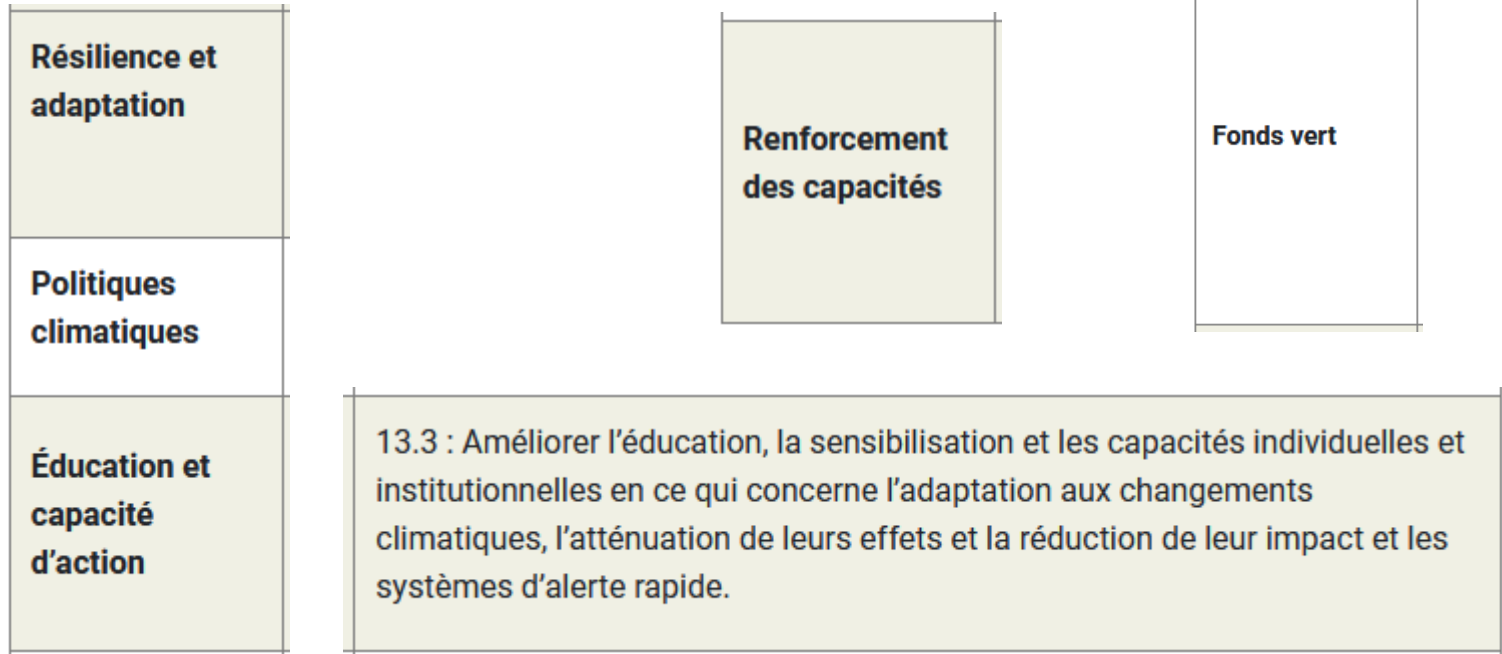 Résilience et
adaptation
Renforcement
des capacités
Fonds vert
Politiques
climatiques
Éducation et
capacité
d’action
13.3 : Améliorer l’éducation, la sensibilisation et les capacités individuelles et
institutionnelles en ce qui concerne l’adaptation aux changements
climatiques, l’atténuation de leurs effets et la réduction de leur impact et les
systèmes d’alerte rapide.